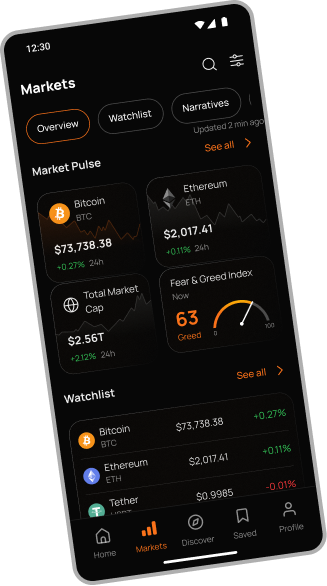 12:30
Markets
Overview
Watchlist
Narratives
Updated 2 min ago
Market Pulse
See all
Bitcoin
BTC
$73,738.38
+0.27% 24h
Ethereum
ETH
$2,017.41
+0.11% 24h
Total Market
Cap
$2.56T
+2.12% 24h
Fear & Greed Index
Now
63
Greed
0
100
Watchlist
See all
Bitcoin
BTC
$73,738.38
+0.27%
Ethereum
ETH
$2,017.41
+0.11%
Tether
$0.9985
-0.01%
Home
Markets
Discover
Saved
Profile